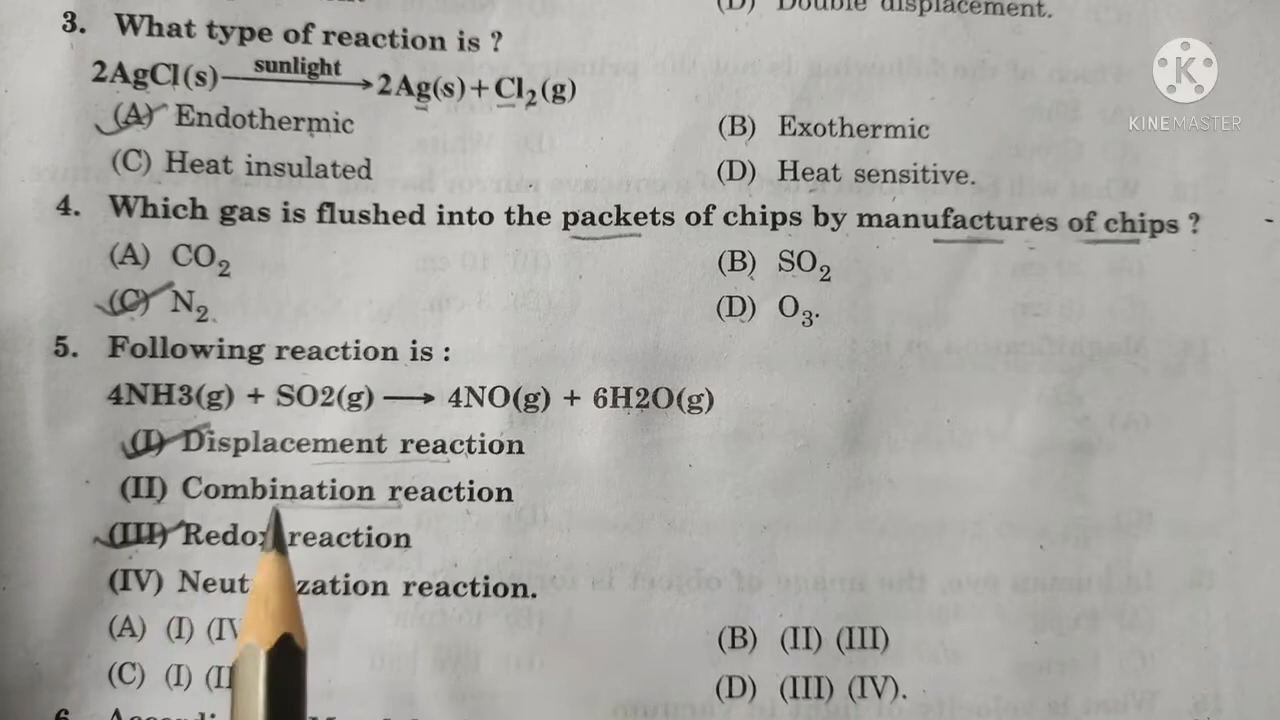 (D) Double displacement.
3. What type of reaction is ?
2AgCl(s) sunlight → 2Ag(s)+Cl₂(g)
(A) Endothermic (B) Exothermic
(C) Heat insulated (D) Heat sensitive.
4. Which gas is flushed into the packets of chips by manufactures of chips ?
(A) CO₂ (B) SO₂
(C) N₂ (D) O₃.
5. Following reaction is :
4NH3(g) + SO2(g) → 4NO(g) + 6H2O(g)
(I) Displacement reaction
(II) Combination reaction
(III) reaction
(IV) reaction.
(A) (I) (B) (II) (III)
(C) (I) (D) (III) (IV).
6.
KINEMASTER